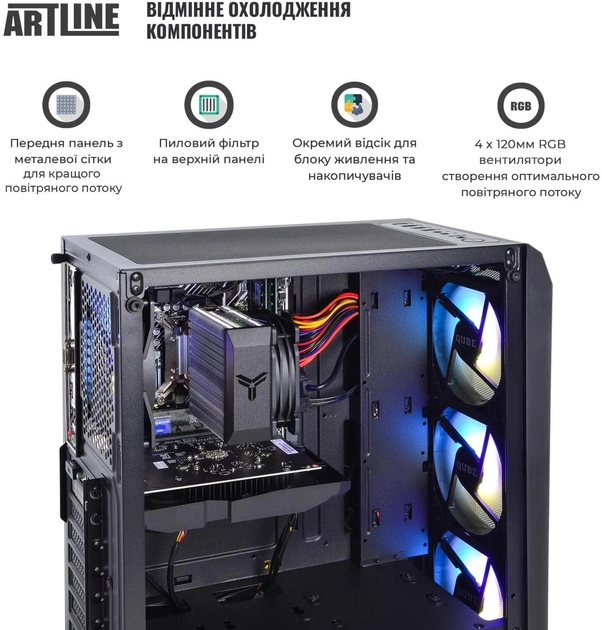 ARTLINE
ВІДМІННЕ ОХОЛОДЖЕННЯ
КОМПОНЕНТІВ
RGB
Передня панель з
металевої сітки
для кращого
повітряного потоку
Пиловий фільтр
на верхній панелі
Окремий відсік для
блоку живлення та
накопичувачів
4 x 120мм RGB
вентилятори
створення оптимального
повітряного потоку
QUBE
QUBE
QUBE